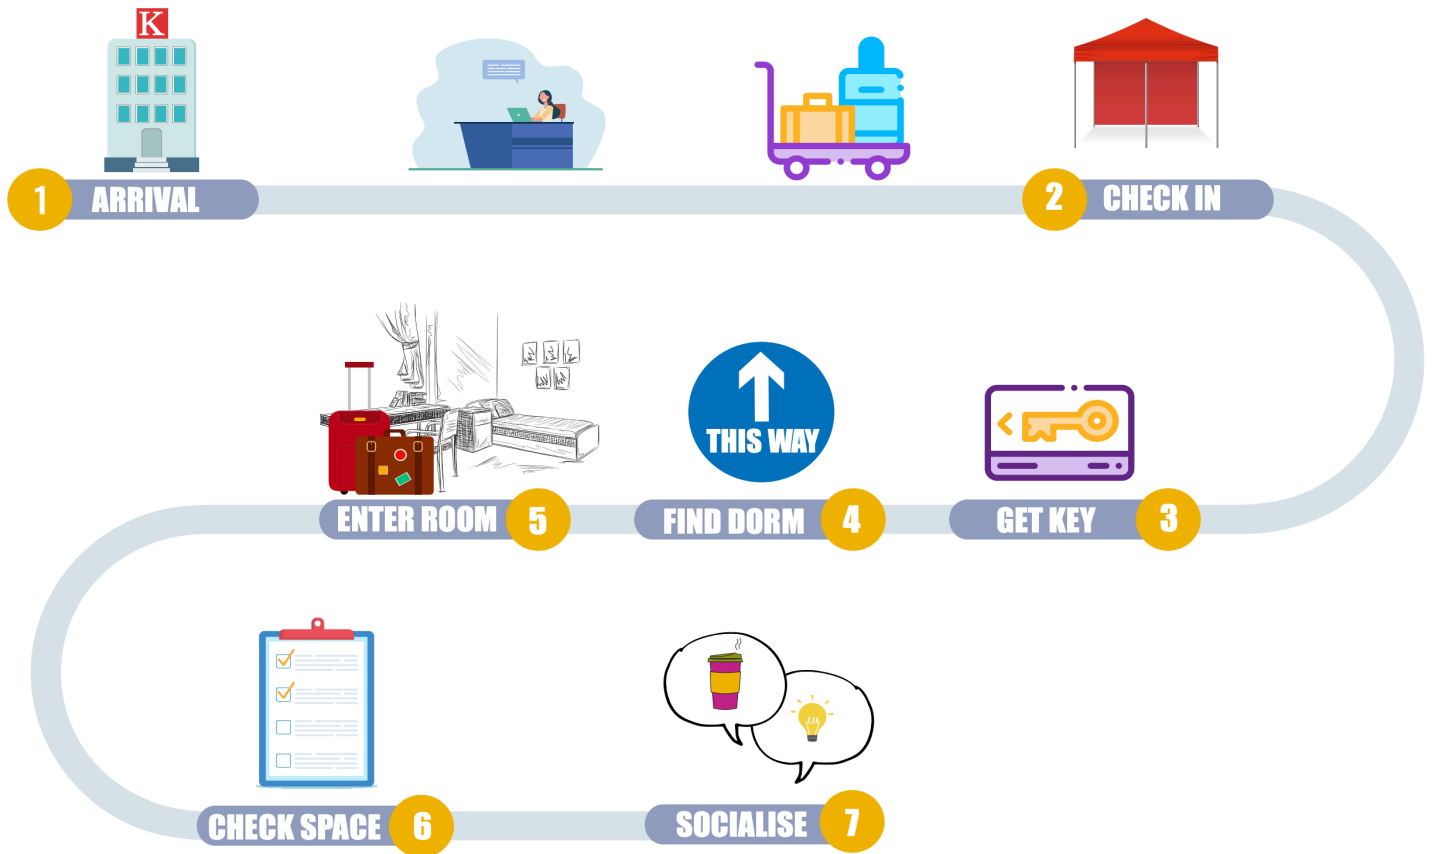 K
1 ARRIVAL
2 CHECK IN
THIS WAY
3 GET KEY
4 FIND DORM
5 ENTER ROOM
6 CHECK SPACE
7 SOCIALISE